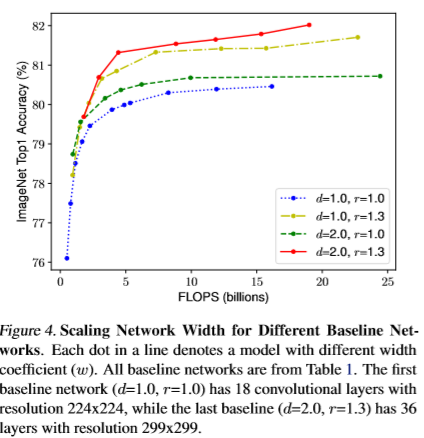 82
81
80
79
78
77
76
ImageNet Top1 Accuracy (%)
d=1.0, r=1.0
d=1.0, r=1.3
d=2.0, r=1.0
d=2.0, r=1.3
0 5 10 15 20 25
FLOPS (billions)
Figure 4. Scaling Network Width for Different Baseline Net-
works. Each dot in a line denotes a model with different width
coefficient (w). All baseline networks are from Table 1. The first
baseline network (d=1.0, r=1.0) has 18 convolutional layers with
resolution 224x224, while the last baseline (d=2.0, r=1.3) has 36
layers with resolution 299x299.